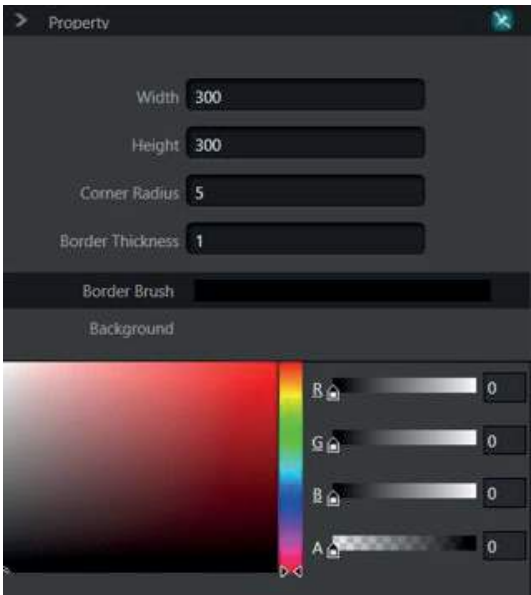 Property
Width 300
Height 300
Corner Radius 5
Border Thickness 1
Border Brush
Background
R 0
G 0
B 0
A 0